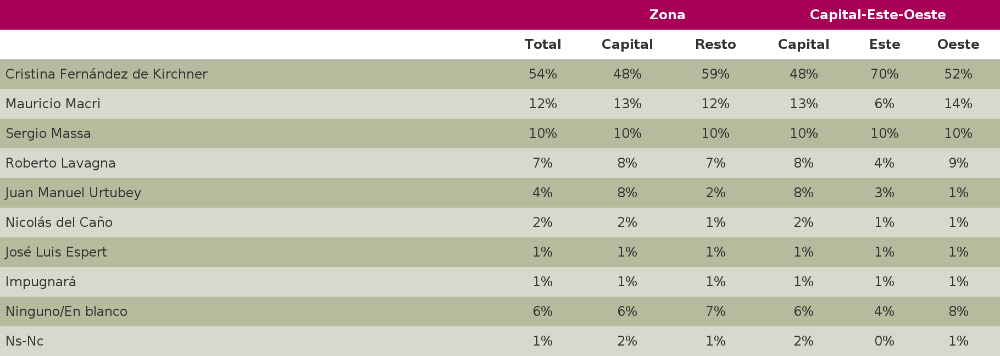 Zona Capital-Este-Oeste
Total Capital Resto Capital Este Oeste
Cristina Fernández de Kirchner 54% 48% 59% 48% 70% 52%
Mauricio Macri 12% 13% 12% 13% 6% 14%
Sergio Massa 10% 10% 10% 10% 10% 10%
Roberto Lavagna 7% 8% 7% 8% 4% 9%
Juan Manuel Urtubey 4% 8% 2% 8% 3% 1%
Nicolás del Caño 2% 2% 1% 2% 1% 1%
José Luis Espert 1% 1% 1% 1% 1% 1%
Impugnará 1% 1% 1% 1% 1% 1%
Ninguno/En blanco 6% 6% 7% 6% 4% 8%
Ns-Nc 1% 2% 1% 2% 0% 1%